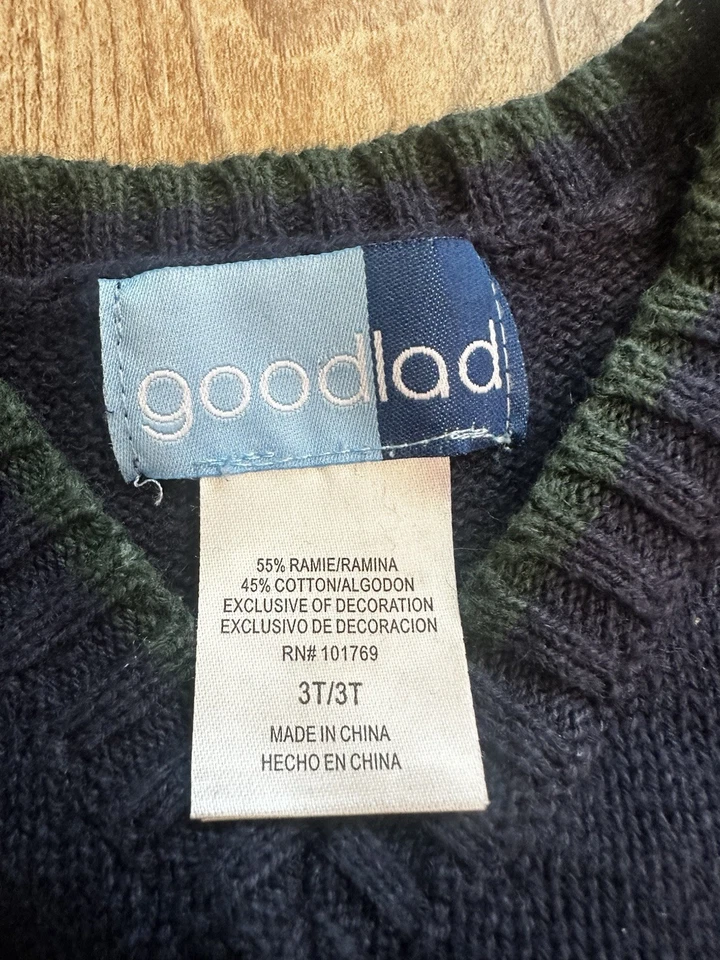 goodlad
55% RAMIE/RAMINA
45% COTTON/ALGODON
EXCLUSIVE OF DECORATION
EXCLUSIVO DE DECORACION
RN# 101769
3T/3T
MADE IN CHINA
HECHO EN CHINA